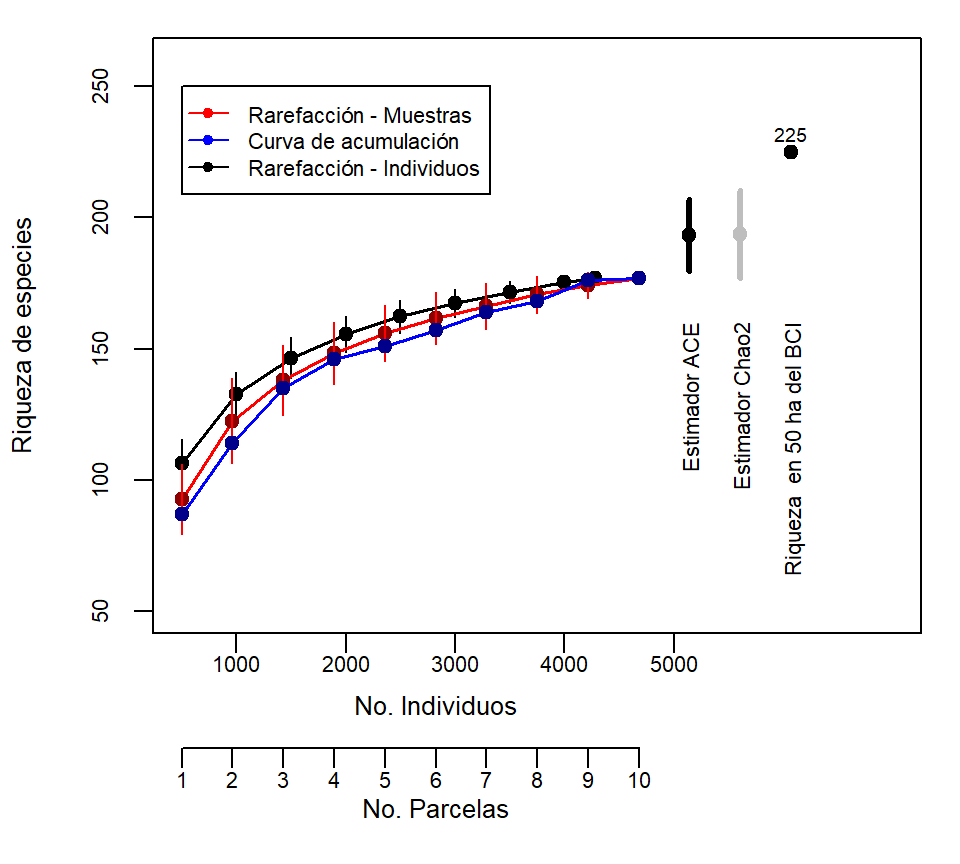 Riqueza de especies
250
200
150
100
50
Rarefacción - Muestras
Curva de acumulación
Rarefacción - Individuos
225
Estimador ACE
Estimador Chao2
Riqueza  en 50 ha del BCI
1000 2000 3000 4000 5000
No. Individuos
1 2 3 4 5 6 7 8 9 10
No. Parcelas